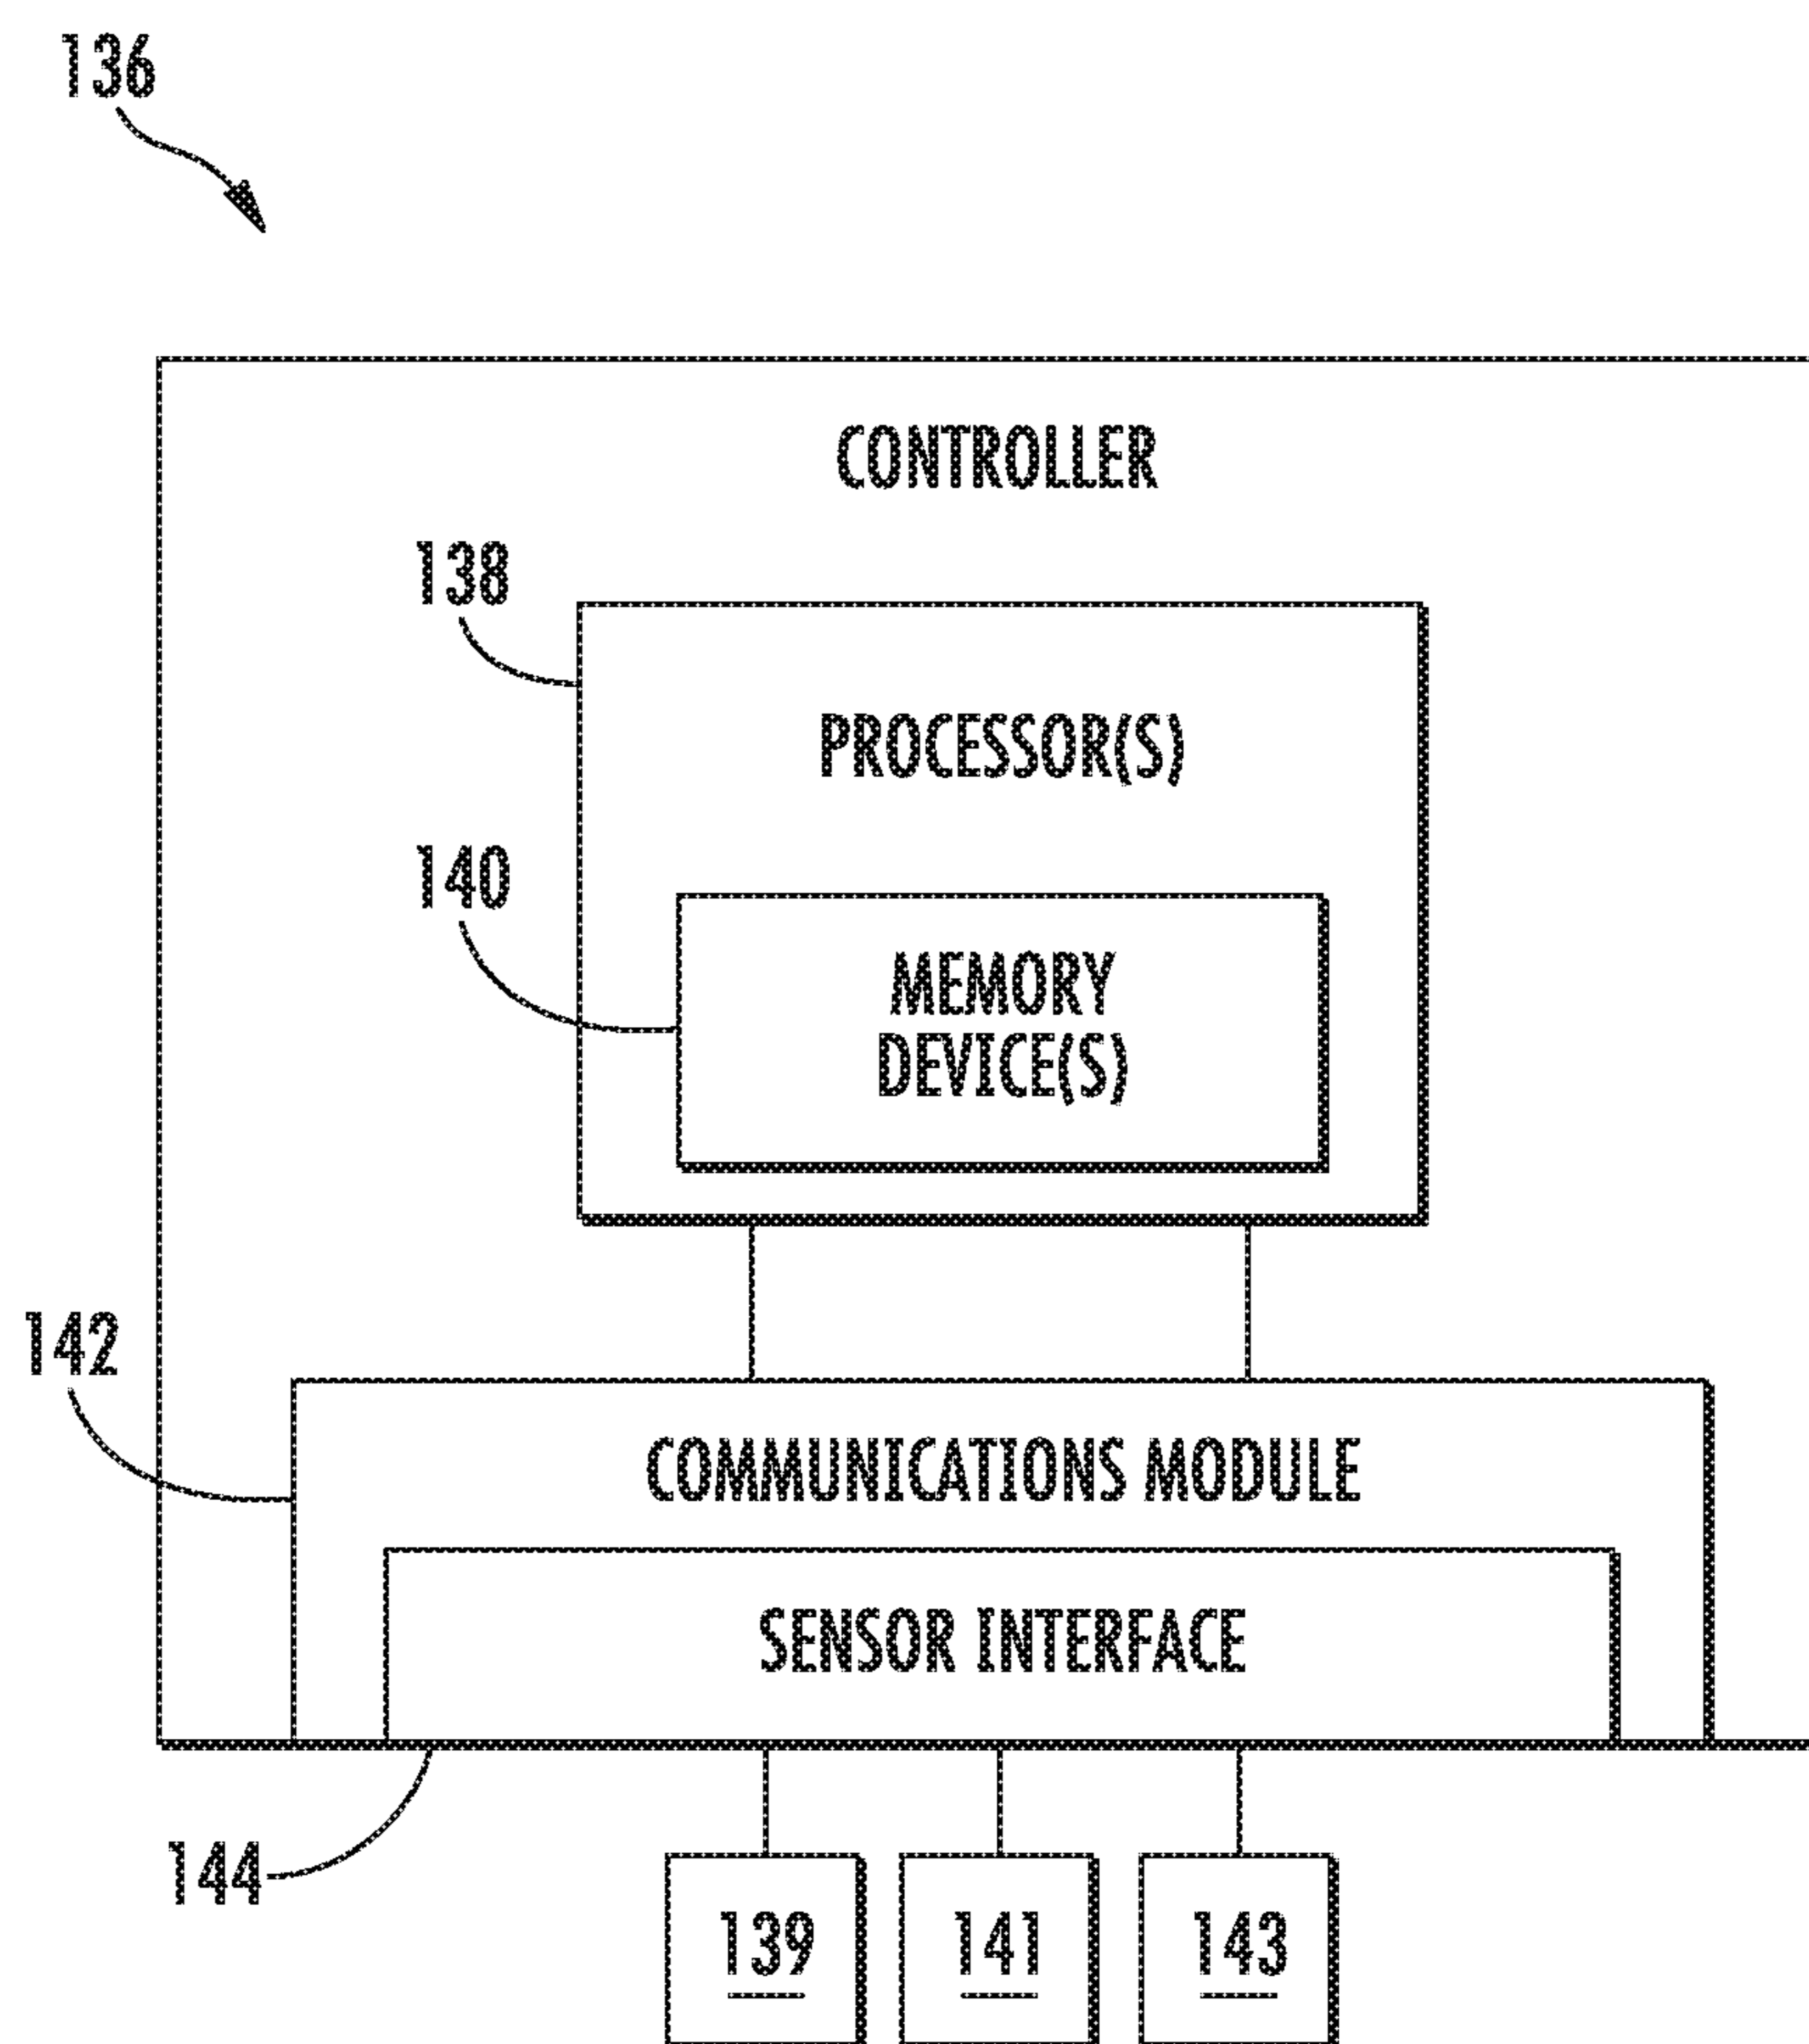 136
CONTROLLER
138
PROCESSOR(S)
140
MEMORY
DEVICE(S)
142
COMMUNICATIONS MODULE
SENSOR INTERFACE
144
139 141 143